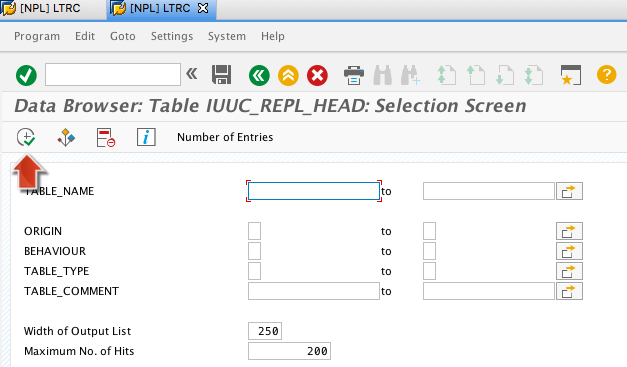 [NPL] LTRC [NPL] LTRC
Program Edit Goto Settings System Help
Data Browser: Table IUUC_REPL_HEAD: Selection Screen
Number of Entries
TABLE_NAME to
ORIGIN to
BEHAVIOUR to
TABLE_TYPE to
TABLE_COMMENT to
Width of Output List 250
Maximum No. of Hits 200